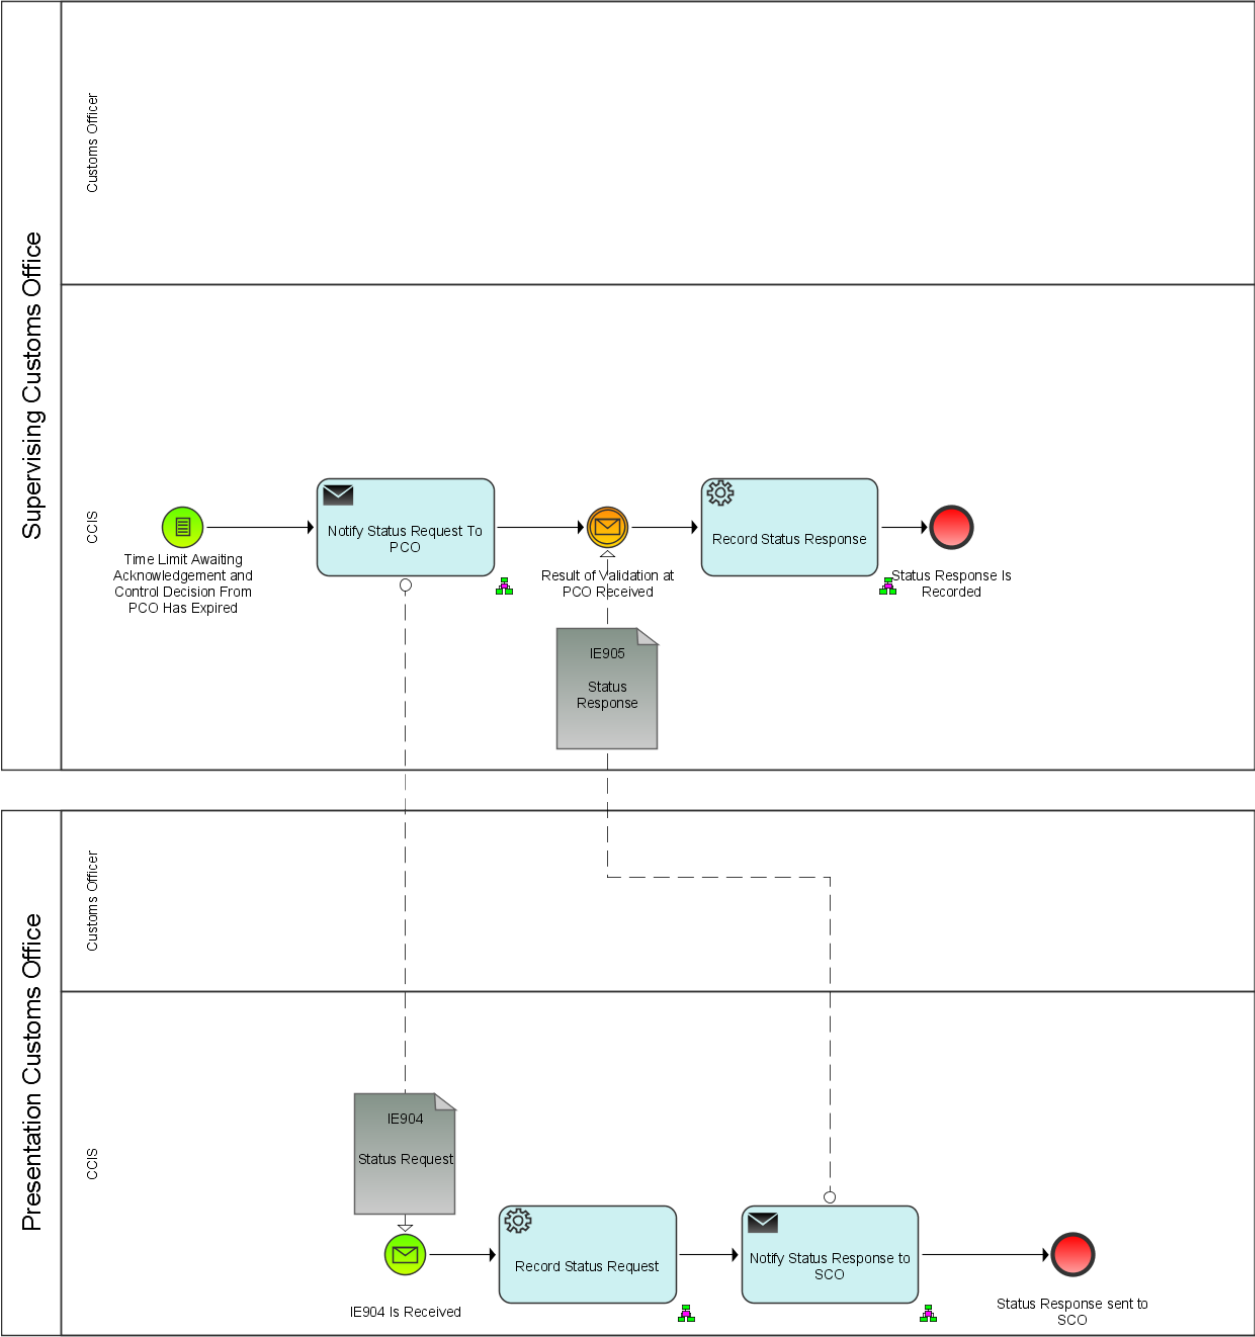 Supervising Customs Office
Customs Officer
CCIS
Time Limit Awaiting
Acknowledgement and
Control Decision From
PCO Has Expired
Notify Status Request To
PCO
Result of Validation at
PCO Received
Record Status Response
Status Response Is
Recorded
IE905
Status
Response
Presentation Customs Office
Customs Officer
CCIS
IE904
Status Request
IE904 Is Received
Record Status Request
Notify Status Response to
SCO
Status Response sent to
SCO